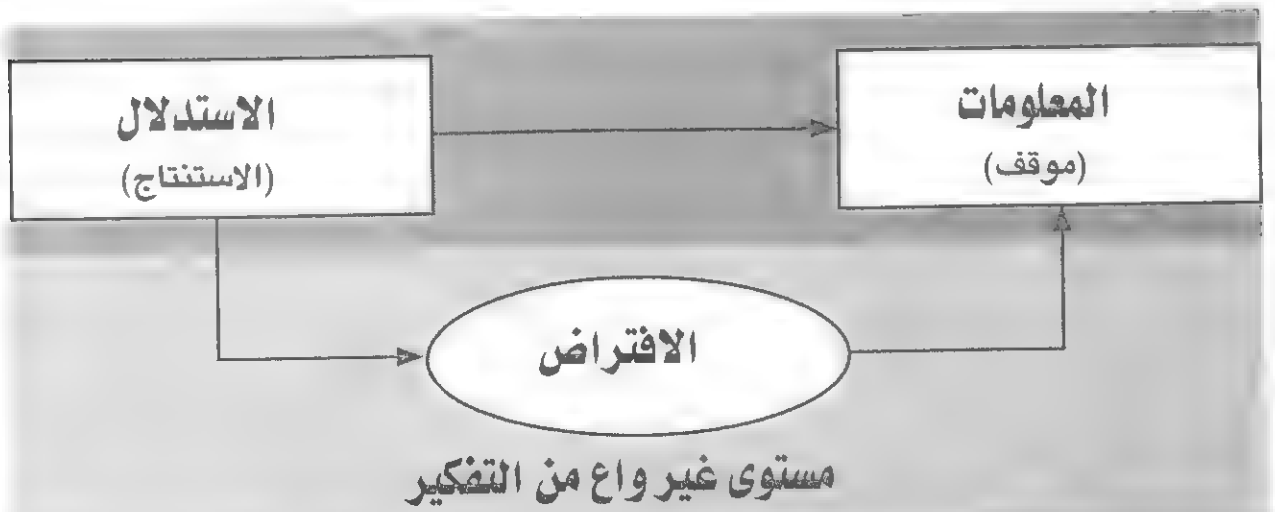 المعلومات
(موقف)
الاستدلال
(الاستنتاج)
الافتراض
مستوى غير واع من التفكير